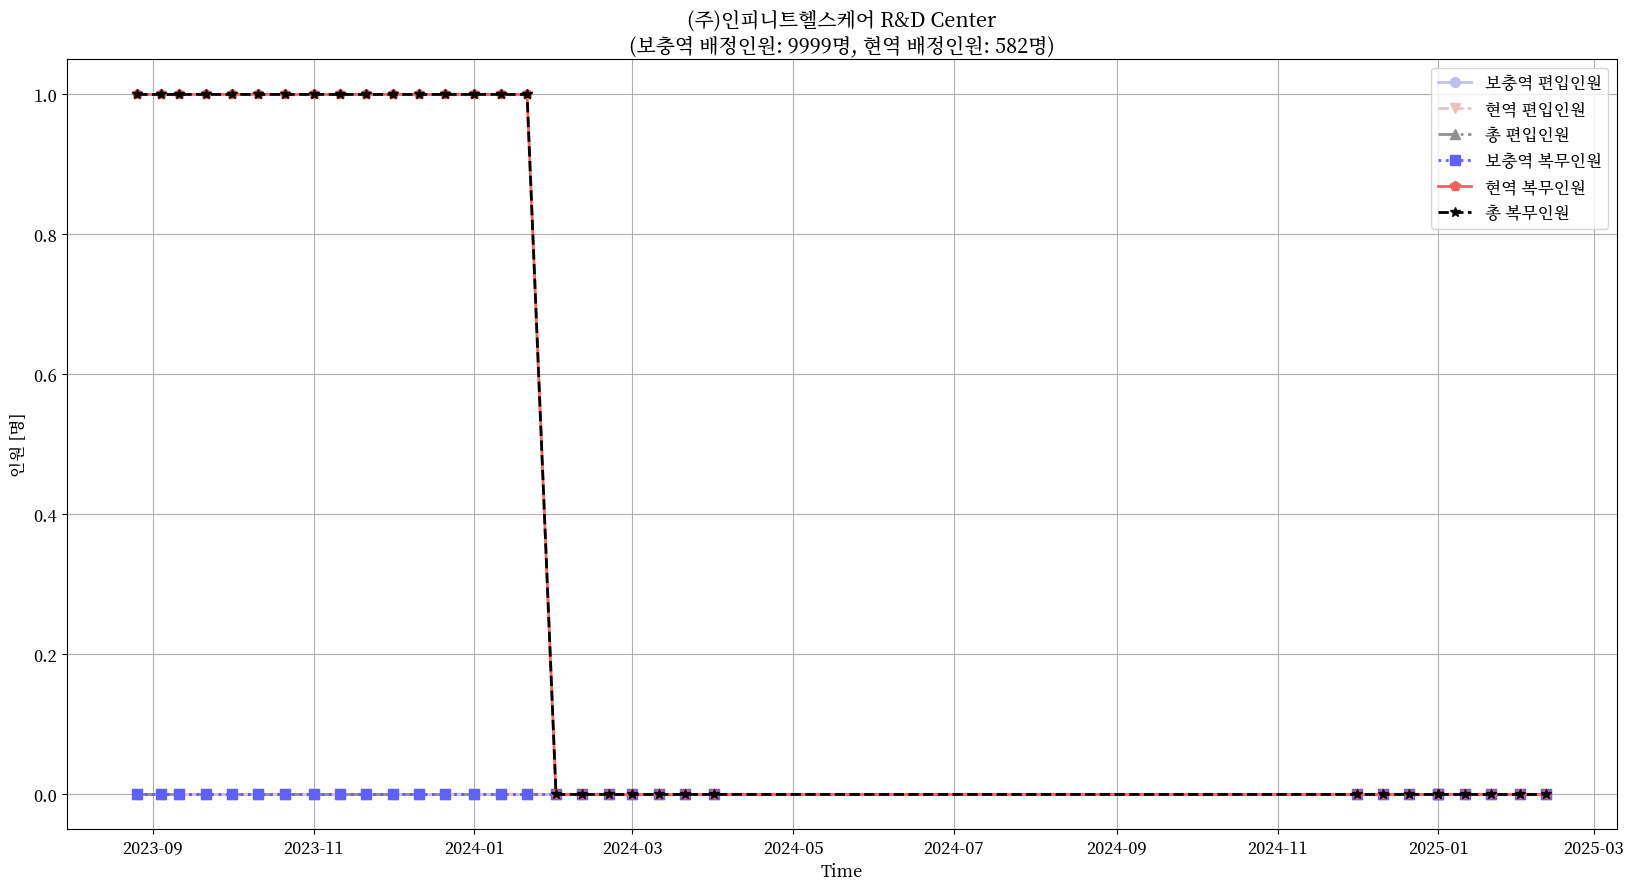 (주)인피니트헬스케어 R&D Center
(보충역 배정인원: 9999명, 현역 배정인원: 582명)
보충역 편입인원
현역 편입인원
총 편입인원
보충역 복무인원
현역 복무인원
총 복무인원
인원 [명]
1.0
0.8
0.6
0.4
0.2
0.0
2023-09
2023-11
2024-01
2024-03
2024-05
2024-07
2024-09
2024-11
2025-01
2025-03
Time